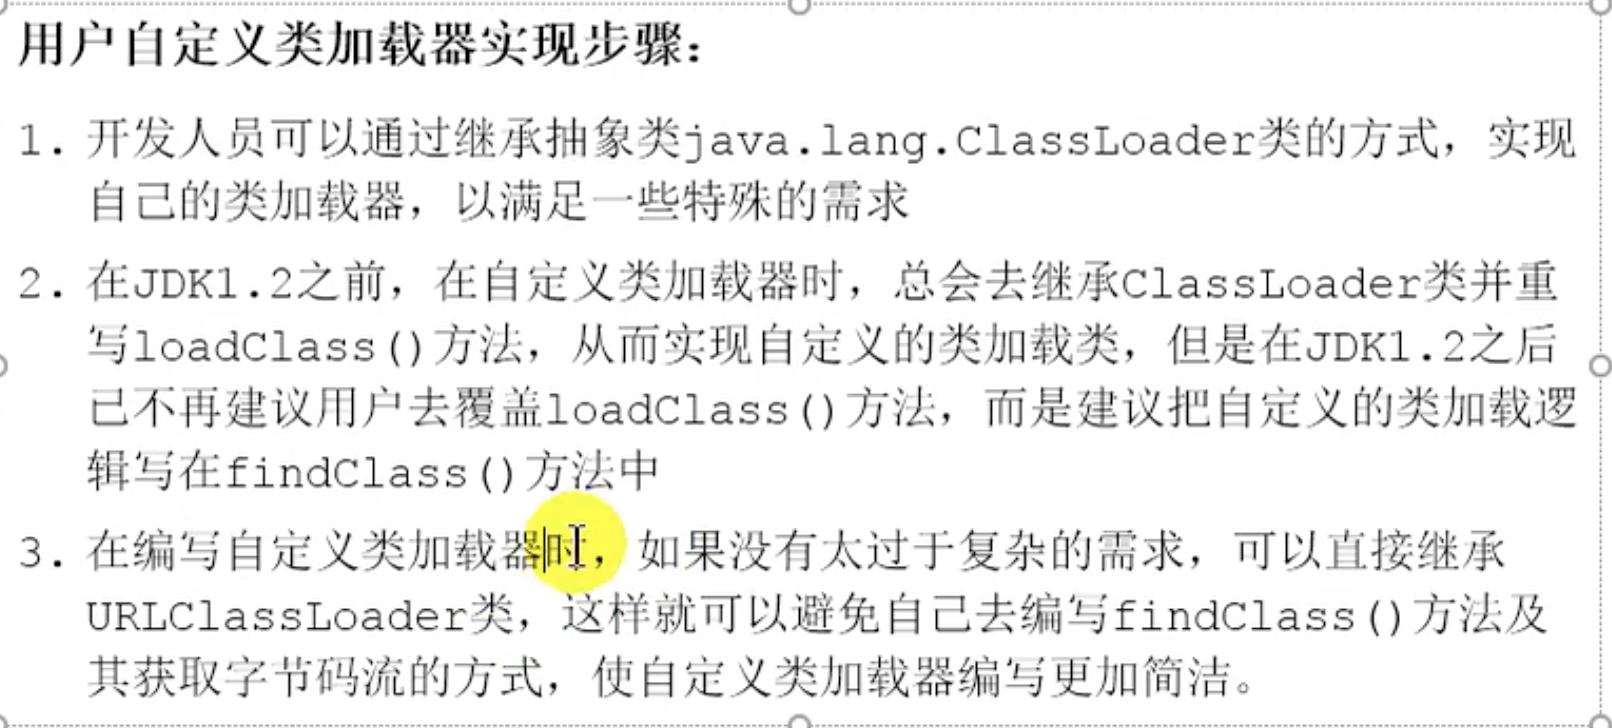 用户自定义类加载器实现步骤：
1. 开发人员可以通过继承抽象类java.lang.ClassLoader类的方式，实现
自己的类加载器，以满足一些特殊的需求
2. 在JDK1.2之前，在自定义类加载器时，总会去继承ClassLoader类并重
写loadClass()方法，从而实现自定义的类加载类，但是在JDK1.2之后
已不再建议用户去覆盖loadClass()方法，而是建议把自定义的类加载逻
辑写在findClass()方法中
3. 在编写自定义类加载器时，如果没有太过于复杂的需求，可以直接继承
URLClassLoader类，这样就可以避免自己去编写findClass()方法及
其获取字节码流的方式，使自定义类加载器编写更加简洁。